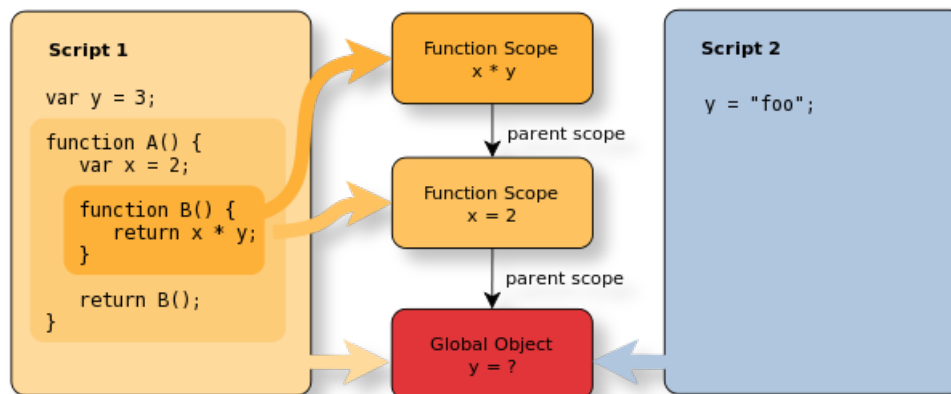 Script 1
var y = 3;
function A() {
var x = 2;
function B() {
return x * y;
}
return B();
}
Function Scope
x * y
parent scope
Function Scope
x = 2
parent scope
Global Object
y = ?
Script 2
y = "foo";